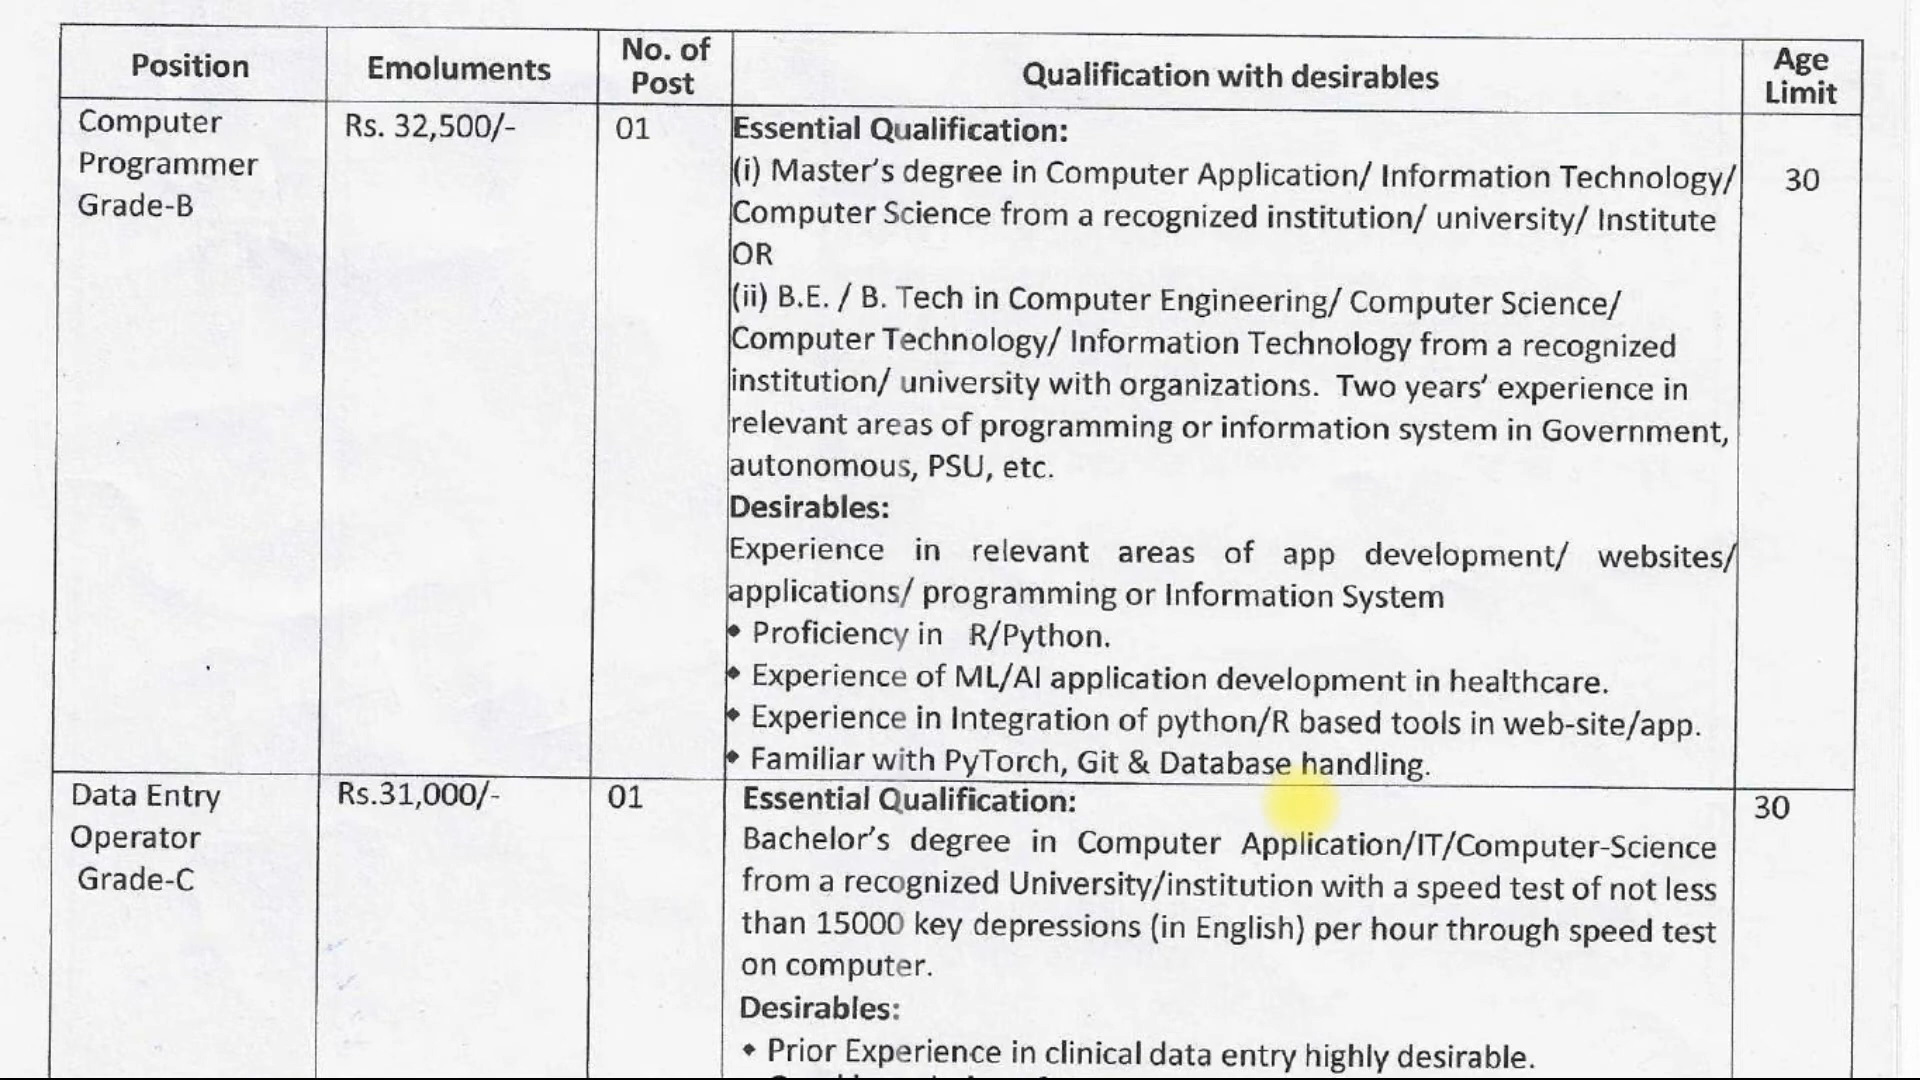 Position
Emoluments
No. of
Post
Qualification with desirables
Age
Limit
Computer
Programmer
Grade-B
Rs. 32,500/-
01
Essential Qualification:
(i) Master's degree in Computer Application/ Information Technology/
Computer Science from a recognized institution/ university/ Institute
OR
(ii) B.E. / B. Tech in Computer Engineering/ Computer Science/
Computer Technology/ Information Technology from a recognized
institution/ university with organizations. Two years' experience in
relevant areas of programming or information system in Government,
autonomous, PSU, etc.
Desirables:
Experience in relevant areas of app development/ websites/
applications/ programming or Information System
• Proficiency in R/Python.
• Experience of ML/AI application development in healthcare.
• Experience in Integration of python/R based tools in web-site/app.
• Familiar with PyTorch, Git & Database handling.
30
Data Entry
Operator
Grade-C
Rs.31,000/-
01
Essential Qualification:
Bachelor's degree in Computer Application/IT/Computer-Science
from a recognized University/institution with a speed test of not less
than 15000 key depressions (in English) per hour through speed test
on computer.
Desirables:
• Prior Experience in clinical data entry highly desirable.
30